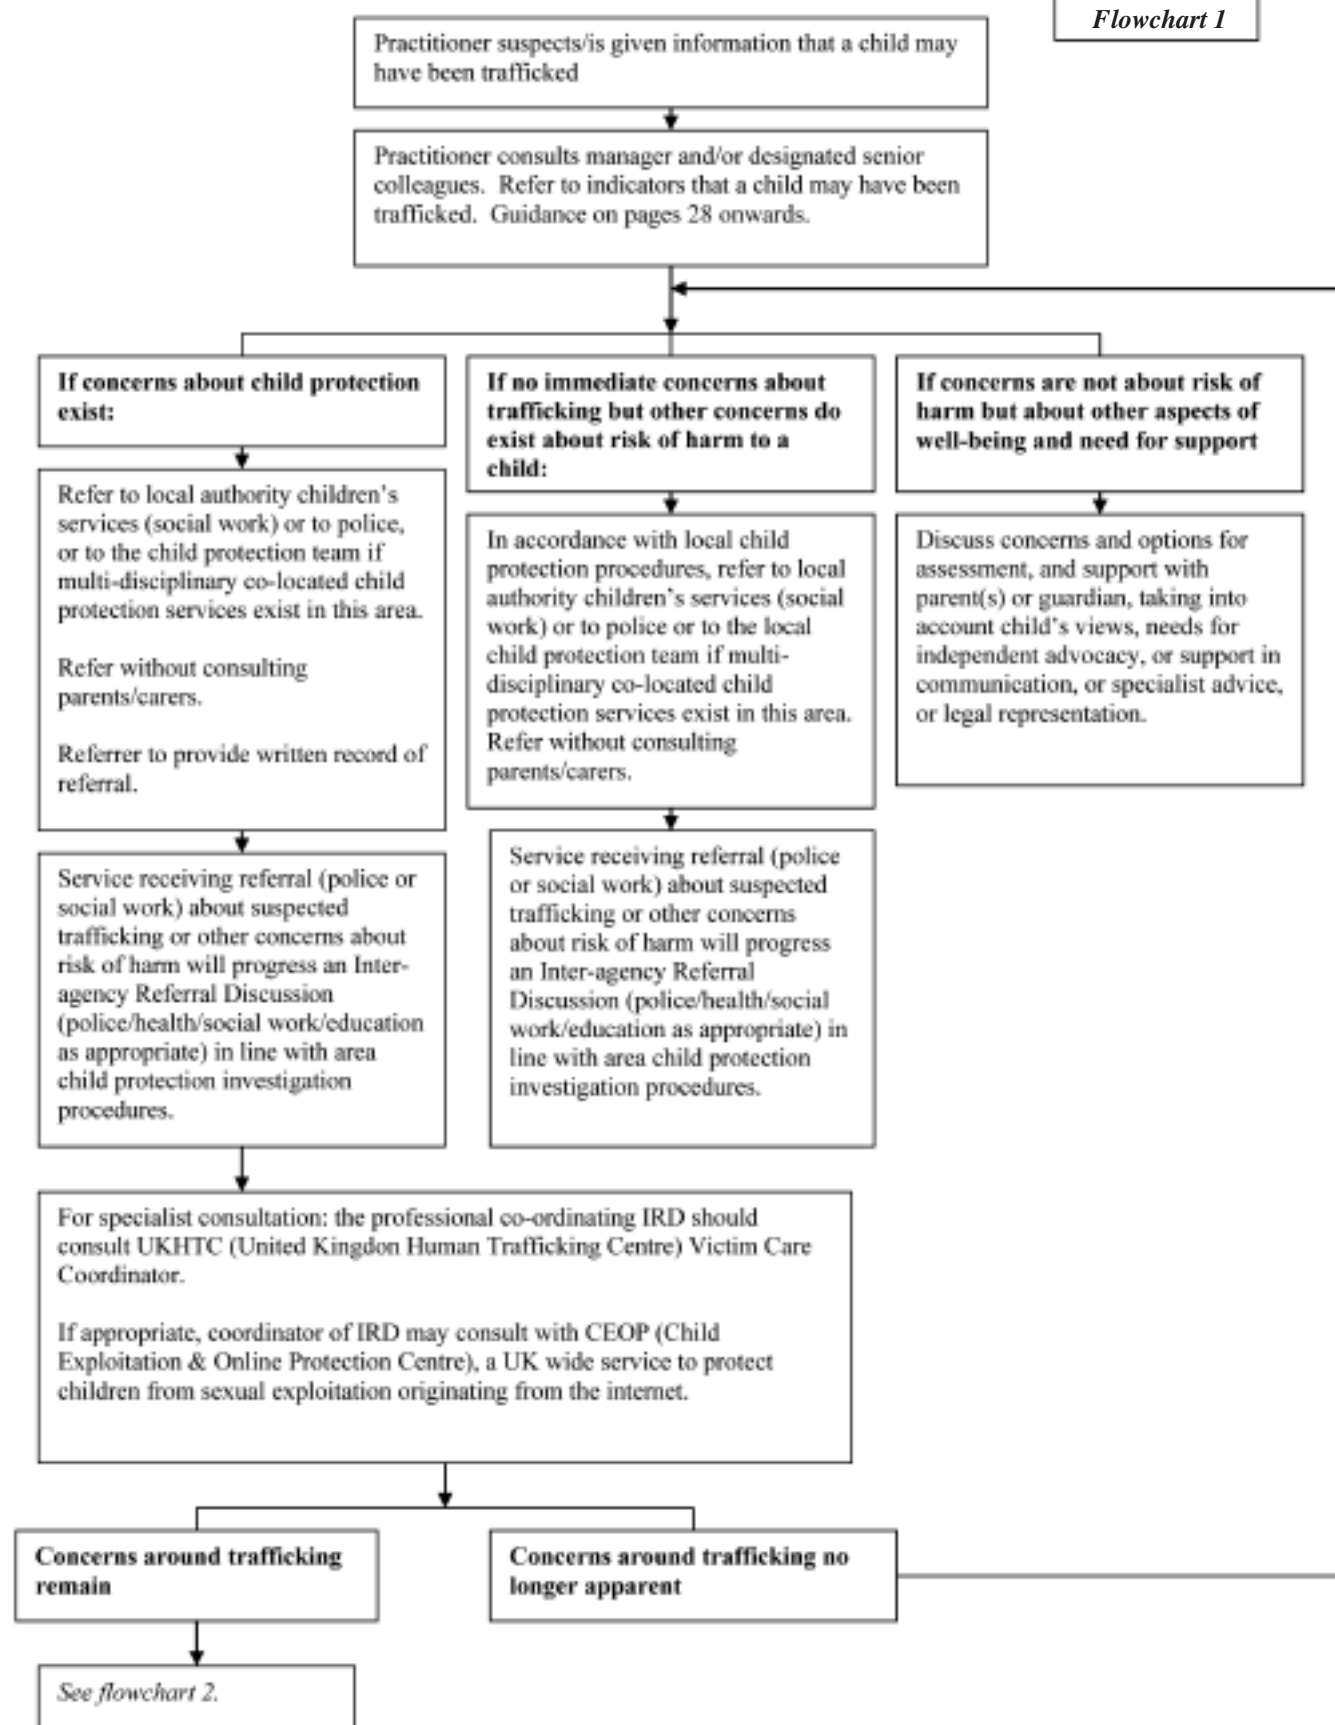 Flowchart 1
Practitioner suspects/is given information that a child may
have been trafficked
Practitioner consults manager and/or designated senior
colleagues. Refer to indicators that a child may have been
trafficked. Guidance on pages 28 onwards.
If concerns about child protection
exist:
Refer to local authority children's
services (social work) or to police,
or to the child protection team if
multi-disciplinary co-located child
protection services exist in this area.
Refer without consulting
parents/carers.
Referrer to provide written record of
referral.
Service receiving referral (police or
social work) about suspected
trafficking or other concerns about
risk of harm will progress an Inter-
agency Referral Discussion
(police/health/social work/education
as appropriate) in line with area
child protection investigation
procedures.
If no immediate concerns about
trafficking but other concerns do
exist about risk of harm to a
child:
In accordance with local child
protection procedures, refer to local
authority children's services (social
work) or to police or to the local
child protection team if multi-
disciplinary co-located child
protection services exist in this area.
Refer without consulting
parents/carers.
Service receiving referral (police
or social work) about suspected
trafficking or other concerns
about risk of harm will progress
an Inter-agency Referral
Discussion (police/health/social
work/education as appropriate) in
line with area child protection
investigation procedures.
If concerns are not about risk of
harm but about other aspects of
well-being and need for support
Discuss concerns and options for
assessment, and support with
parent(s) or guardian, taking into
account child's views, needs for
independent advocacy, or support in
communication, or specialist advice,
or legal representation.
For specialist consultation: the professional co-ordinating IRD should
consult UKHTC (United Kingdon Human Trafficking Centre) Victim Care
Coordinator.
If appropriate, coordinator of IRD may consult with CEOP (Child
Exploitation & Online Protection Centre), a UK wide service to protect
children from sexual exploitation originating from the internet.
Concerns around trafficking
remain
Concerns around trafficking no
longer apparent
See flowchart 2.